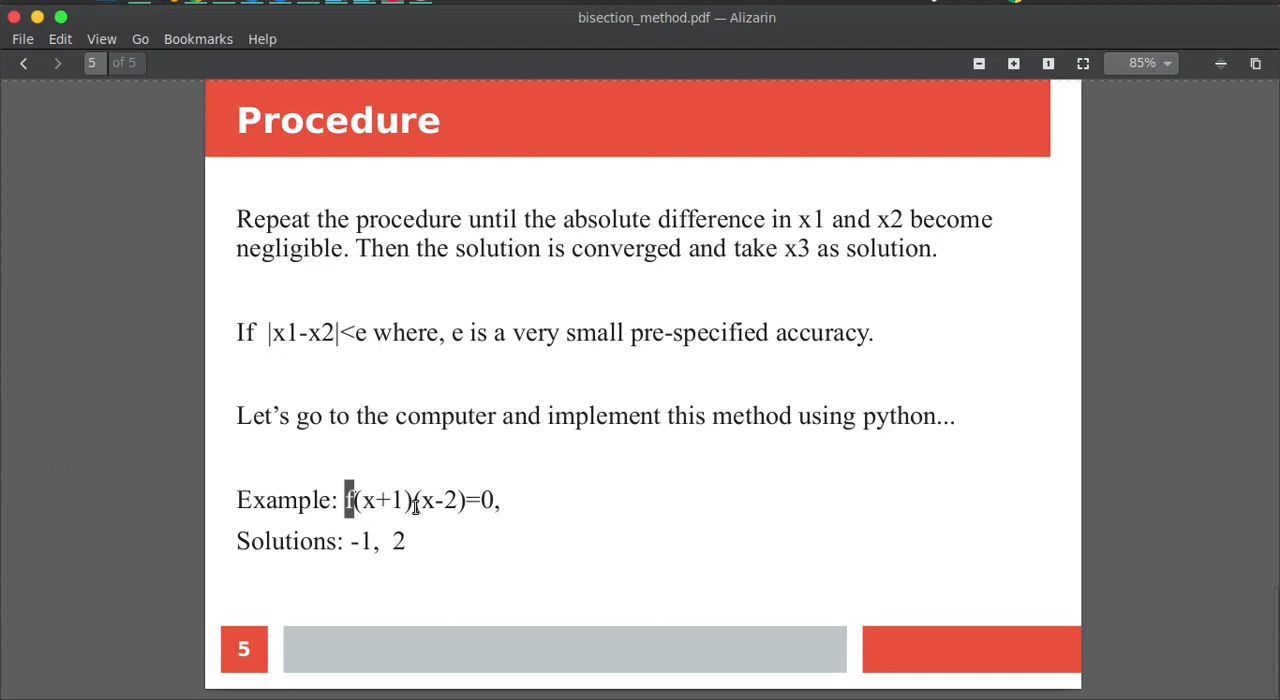 bisection_method.pdf — Alizarin
File Edit View Go Bookmarks Help
5 of 5 85%
Procedure
Repeat the procedure until the absolute difference in x1 and x2 become
negligible. Then the solution is converged and take x3 as solution.
If |x1-x2|<e where, e is a very small pre-specified accuracy.
Let’s go to the computer and implement this method using python...
Example: f(x+1)(x-2)=0,
Solutions: -1, 2
5